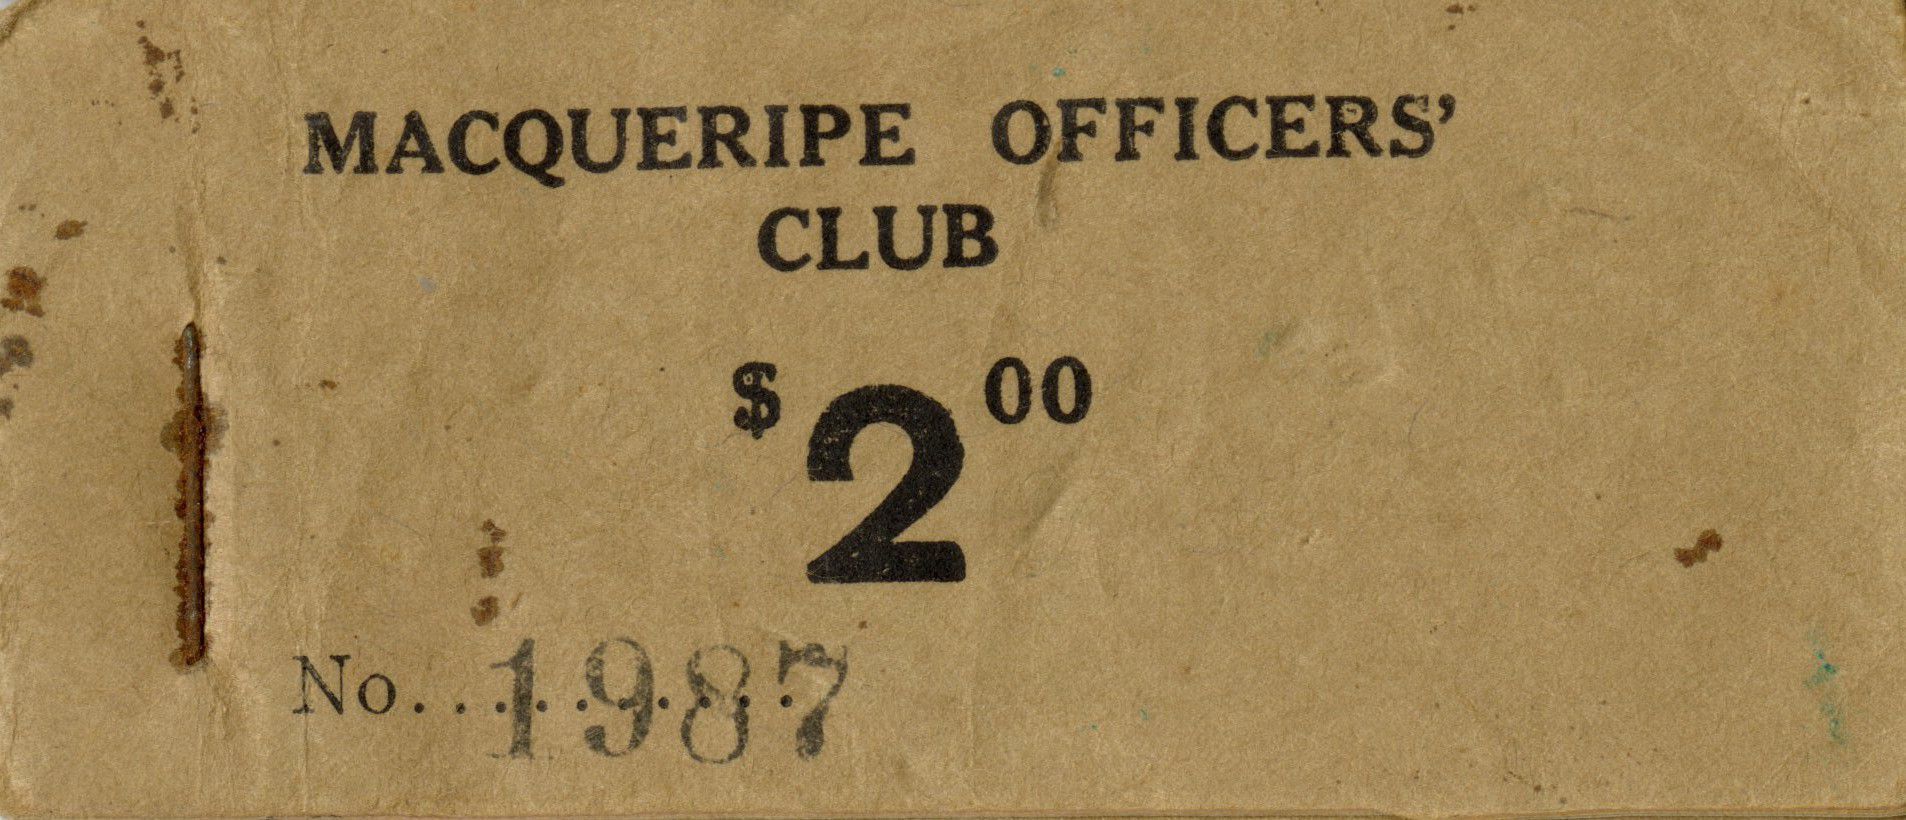 MACQUERIPE OFFICERS'
CLUB
$2.00
No...........1987